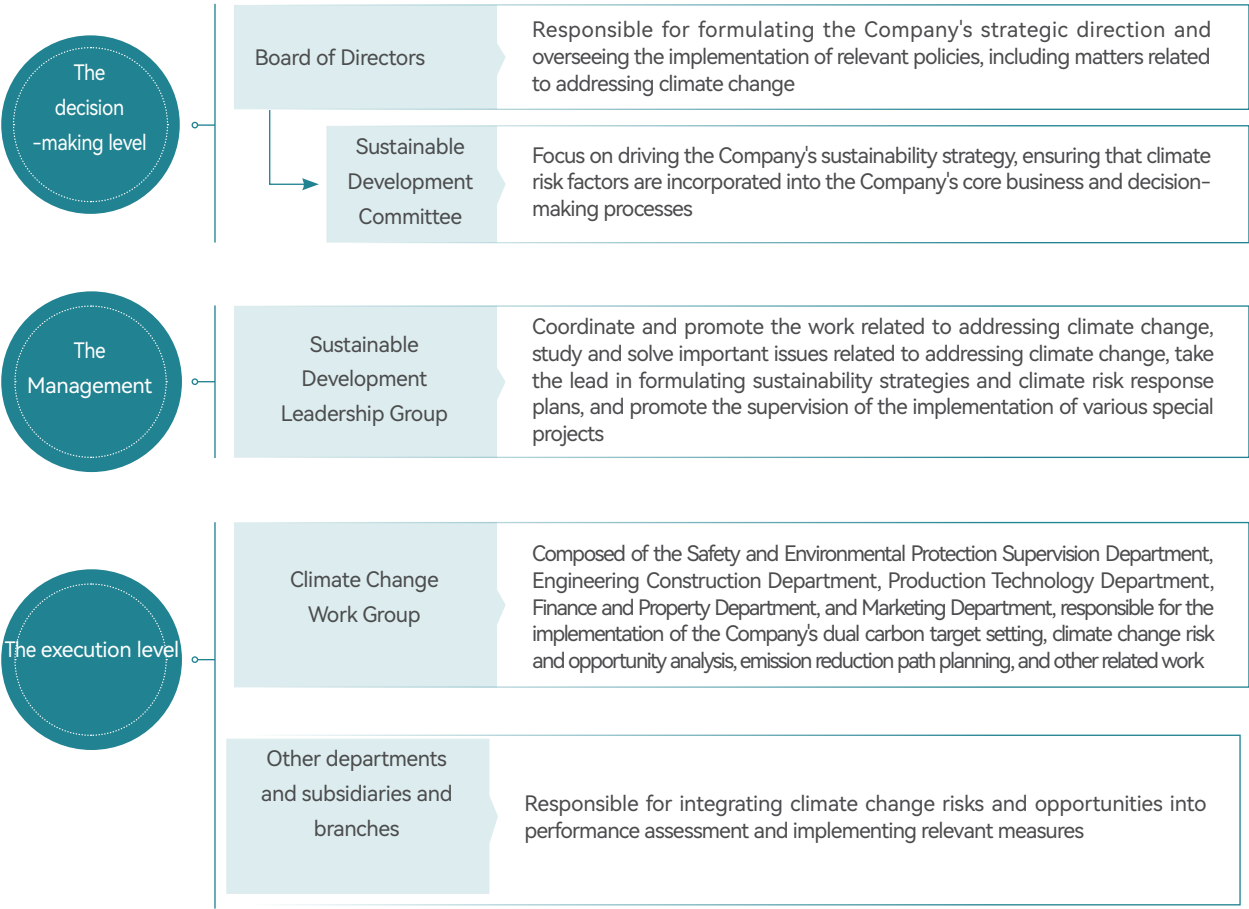 The
decision
-making level
Board of Directors
Responsible for formulating the Company's strategic direction and
overseeing the implementation of relevant policies, including matters related
to addressing climate change
Sustainable
Development
Committee
Focus on driving the Company's sustainability strategy, ensuring that climate
risk factors are incorporated into the Company's core business and decision-
making processes
The
Management
Sustainable
Development
Leadership Group
Coordinate and promote the work related to addressing climate change,
study and solve important issues related to addressing climate change, take
the lead in formulating sustainability strategies and climate risk response
plans, and promote the supervision of the implementation of various special
projects
The execution level
Climate Change
Work Group
Composed of the Safety and Environmental Protection Supervision Department,
Engineering Construction Department, Production Technology Department,
Finance and Property Department, and Marketing Department, responsible for the
implementation of the Company's dual carbon target setting, climate change risk
and opportunity analysis, emission reduction path planning, and other related work
Other departments
and subsidiaries and
branches
Responsible for integrating climate change risks and opportunities into
performance assessment and implementing relevant measures